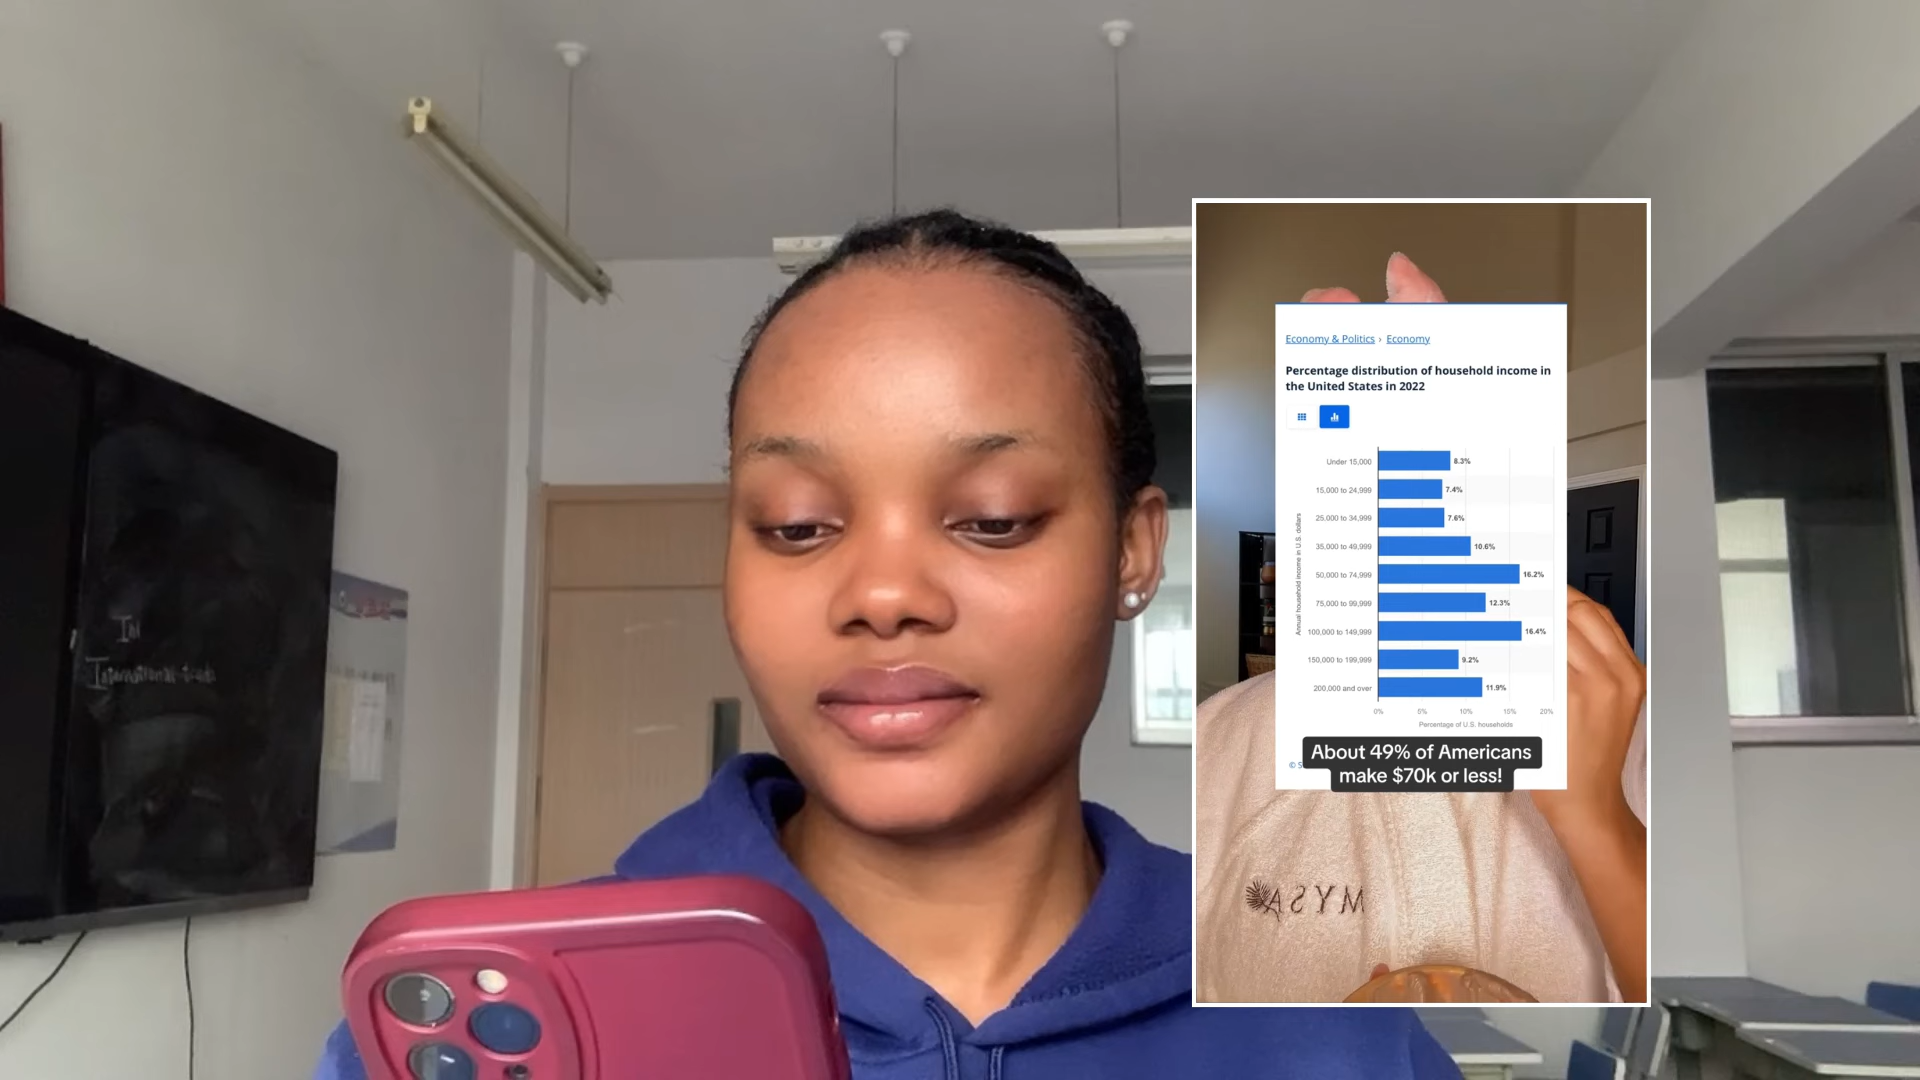 In
International trade
Economy & Politics › Economy
Percentage distribution of household income in
the United States in 2022
Annual household income in U.S. dollars
Under 15,000 8.3%
15,000 to 24,999 7.4%
25,000 to 34,999 7.6%
35,000 to 49,999 10.6%
50,000 to 74,999 16.2%
75,000 to 99,999 12.3%
100,000 to 149,999 16.4%
150,000 to 199,999 9.2%
200,000 and over 11.9%
0% 5% 10% 15% 20%
Percentage of U.S. households
© S
About 49% of Americans
make $70k or less!
MYSA